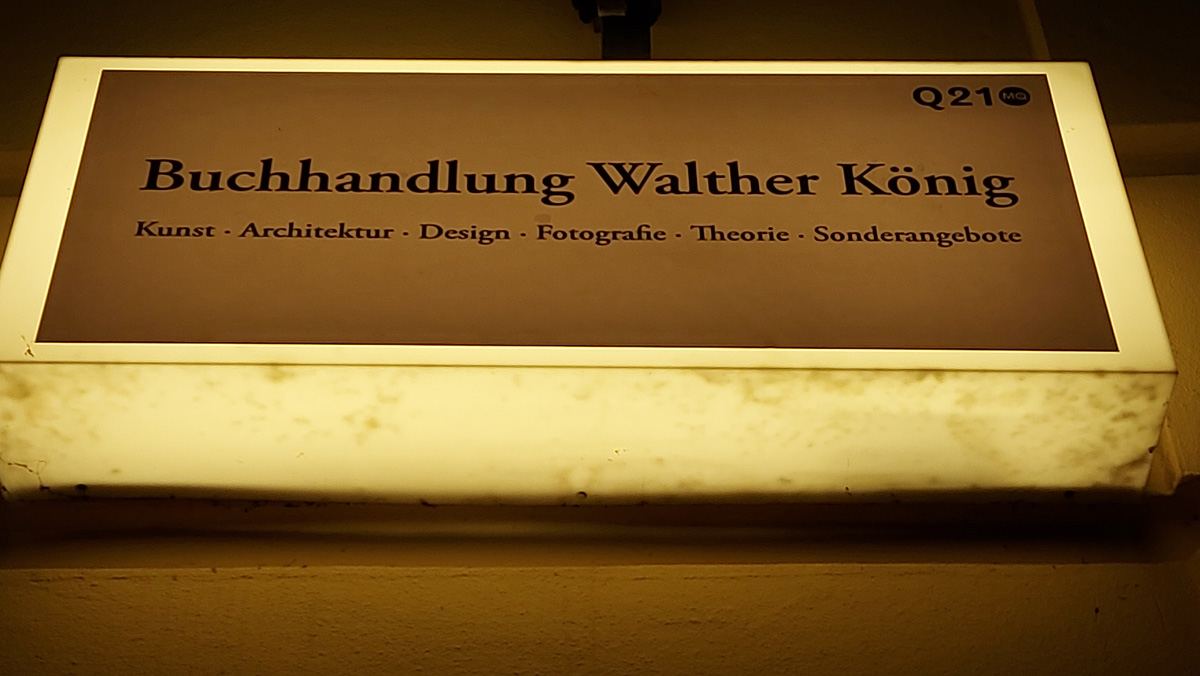 Q21 MQ
Buchhandlung Walther König
Kunst · Architektur · Design · Fotografie · Theorie · Sonderangebote